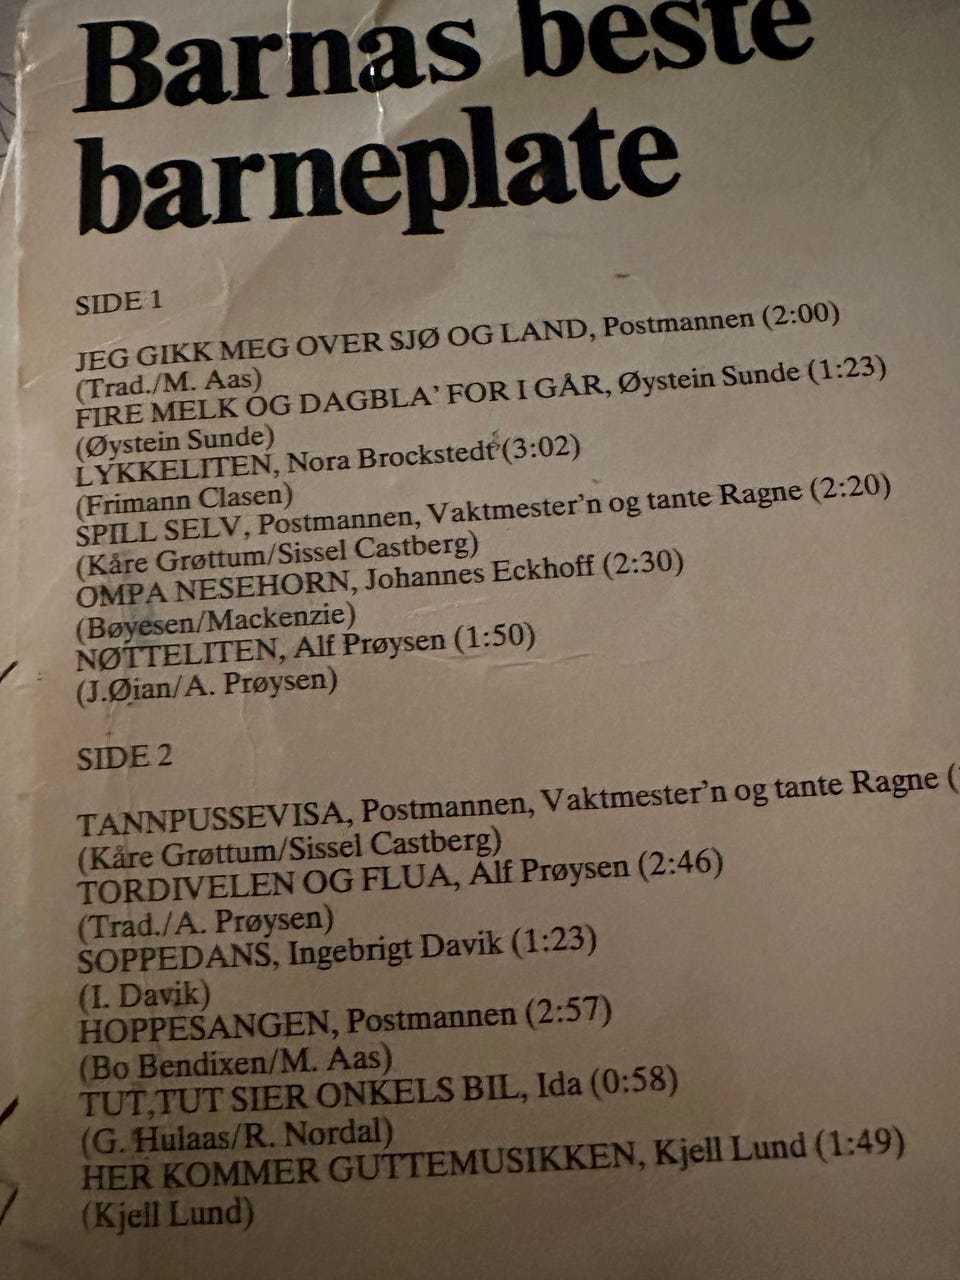 Barnas beste
barneplate
SIDE 1
JEG GIKK MEG OVER SJØ OG LAND, Postmannen (2:00)
(Trad./M. Aas)
FIRE MELK OG DAGBLA' FOR I GÅR, Øystein Sunde (1:23)
(Øystein Sunde)
LYKKELITEN, Nora Brockstedt (3:02)
(Frimann Clasen)
SPILL SELV, Postmannen, Vaktmester'n og tante Ragne (2:20)
(Kåre Grøttum/Sissel Castberg)
OMPA NESEHORN, Johannes Eckhoff (2:30)
(Bøyesen/Mackenzie)
NØTTELITEN, Alf Prøysen (1:50)
(J.Øian/A. Prøysen)
SIDE 2
TANNPUSSEVISA, Postmannen, Vaktmester'n og tante Ragne (
(Kåre Grøttum/Sissel Castberg)
TORDIVELEN OG FLUA, Alf Prøysen (2:46)
(Trad./A. Prøysen)
SOPPEDANS, Ingebrigt Davik (1:23)
(I. Davik)
HOPPESANGEN, Postmannen (2:57)
(Bo Bendixen/M. Aas)
TUT,TUT SIER ONKELS BIL, Ida (0:58)
(G. Hulaas/R. Nordal)
HER KOMMER GUTTEMUSIKKEN, Kjell Lund (1:49)
(Kjell Lund)